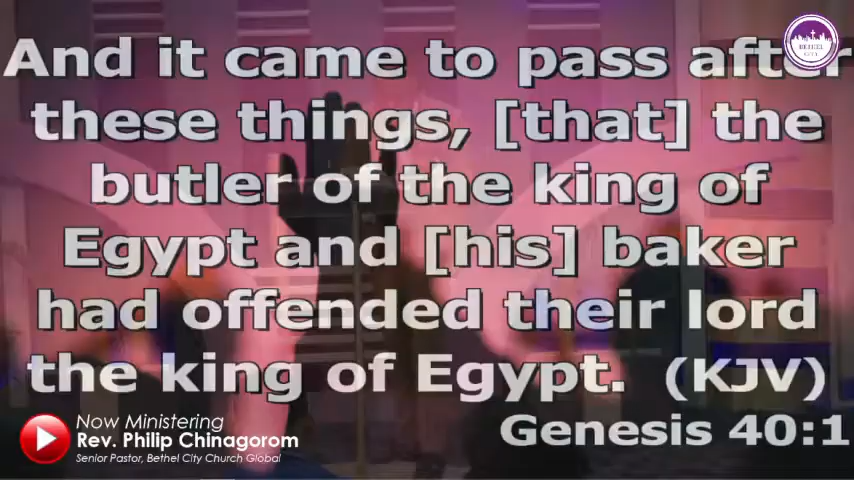 And it came to pass after
these things, [that] the
butler of the king of
Egypt and [his] baker
had offended their lord
the king of Egypt. (KJV)
Genesis 40:1
BETHEL
CITY
Now Ministering
Rev. Philip Chinagorom
Senior Pastor, Bethel City Church Global